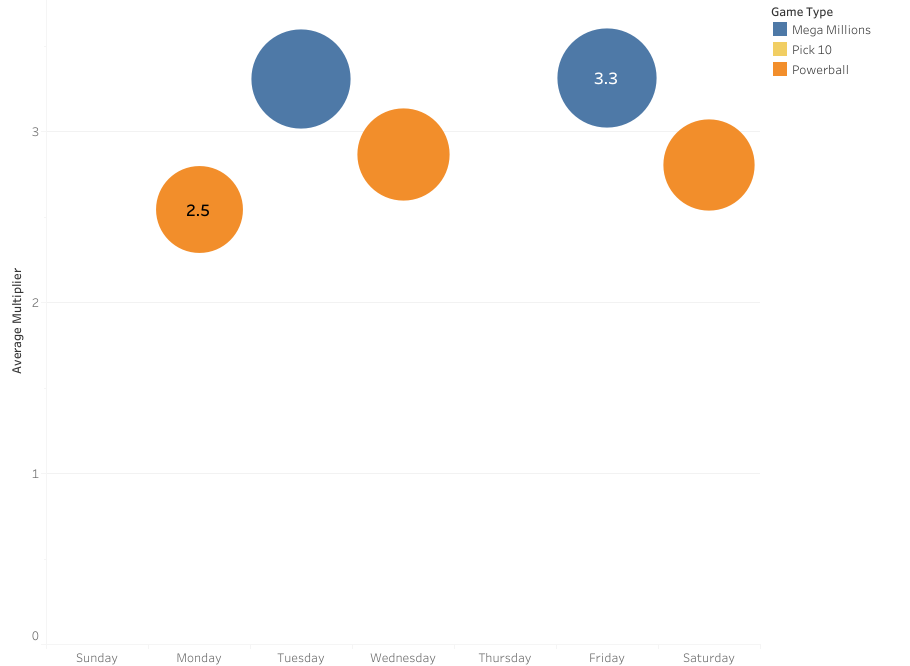 Game Type
Mega Millions
Pick 10
Powerball
3.3
3
2.5
Average Multiplier
2
1
0
Sunday Monday Tuesday Wednesday Thursday Friday Saturday